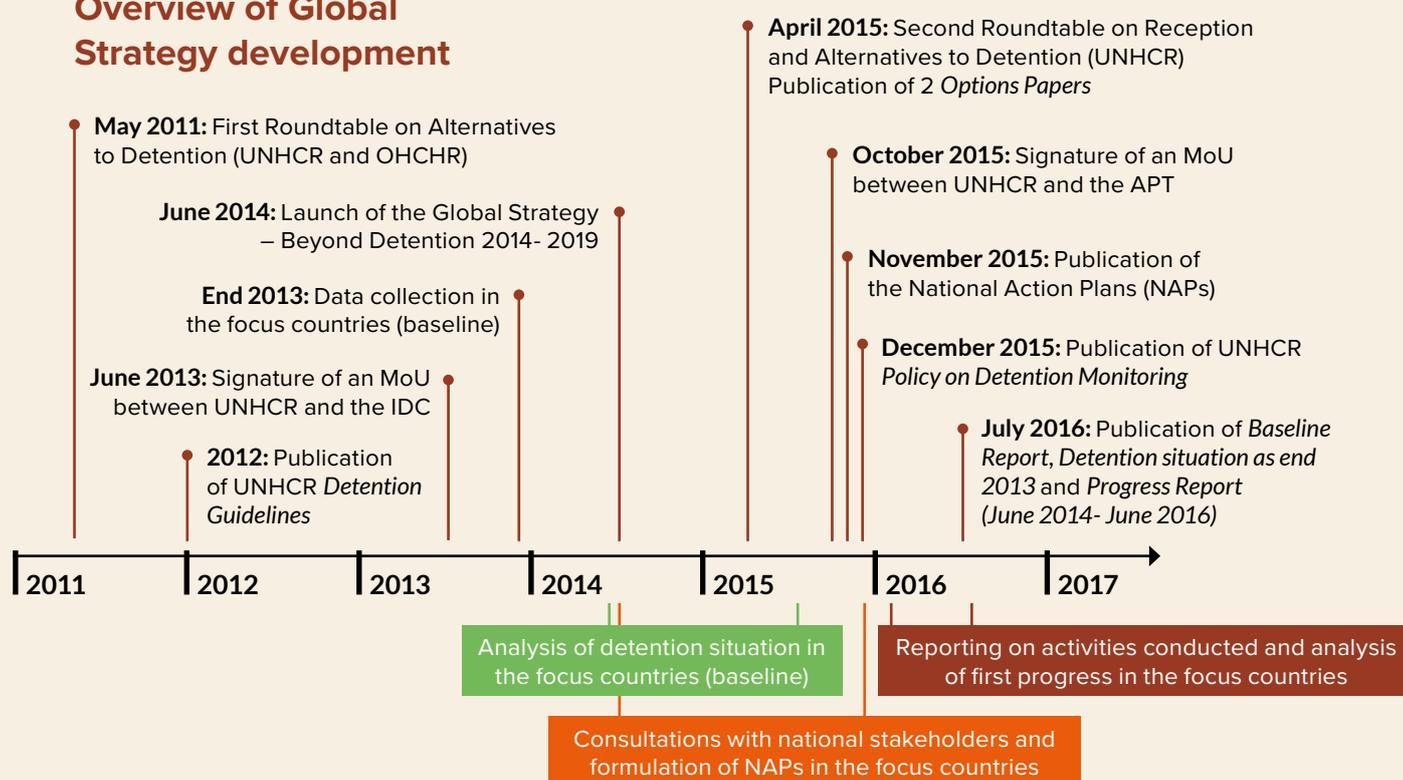 Overview of Global
Strategy development
May 2011: First Roundtable on Alternatives
to Detention (UNHCR and OHCHR)
June 2014: Launch of the Global Strategy
– Beyond Detention 2014- 2019
End 2013: Data collection in
the focus countries (baseline)
June 2013: Signature of an MoU
between UNHCR and the IDC
2012: Publication
of UNHCR Detention
Guidelines
April 2015: Second Roundtable on Reception
and Alternatives to Detention (UNHCR)
Publication of 2 Options Papers
October 2015: Signature of an MoU
between UNHCR and the APT
November 2015: Publication of
the National Action Plans (NAPs)
December 2015: Publication of UNHCR
Policy on Detention Monitoring
July 2016: Publication of Baseline
Report, Detention situation as end
2013 and Progress Report
(June 2014- June 2016)
2011 2012 2013 2014 2015 2016 2017
Analysis of detention situation in
the focus countries (baseline)
Reporting on activities conducted and analysis
of first progress in the focus countries
Consultations with national stakeholders and
formulation of NAPs in the focus countries